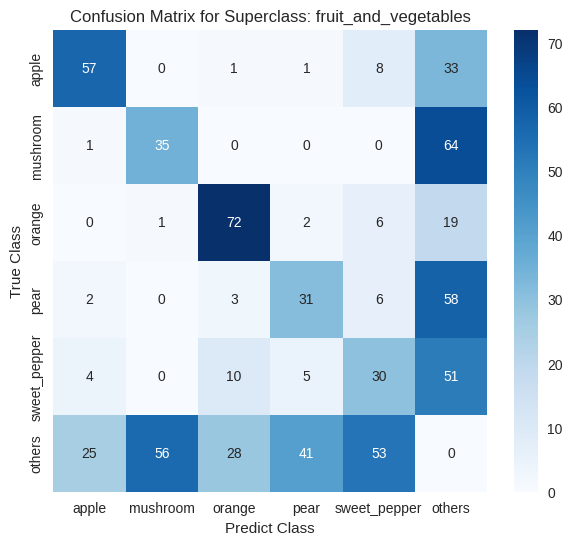 Confusion Matrix for Superclass: fruit_and_vegetables
True Class
apple 57 0 1 1 8 33
mushroom 1 35 0 0 0 64
orange 0 1 72 2 6 19
pear 2 0 3 31 6 58
sweet_pepper 4 0 10 5 30 51
others 25 56 28 41 53 0
apple mushroom orange pear sweet_pepper others
Predict Class
70
60
50
40
30
20
10
0